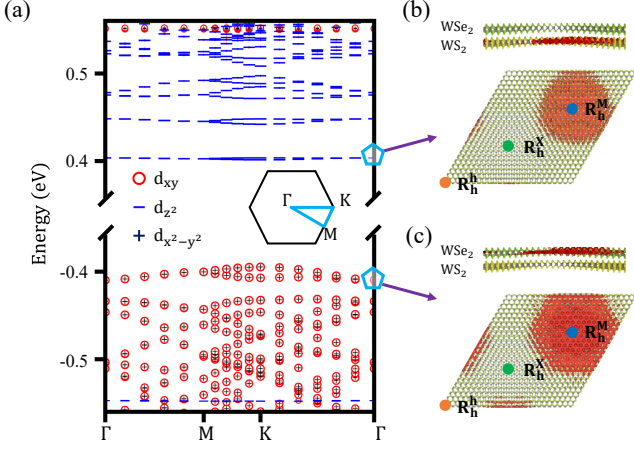 (a)
Energy (eV)
0.5
0.4
-0.4
-0.5
d_xy
d_z²
d_x²−y²
Γ K
M
Γ M K Γ
(b)
WSe₂
WS₂
R_h^M
R_h^X
R_h^h
(c)
WSe₂
WS₂
R_h^M
R_h^X
R_h^h